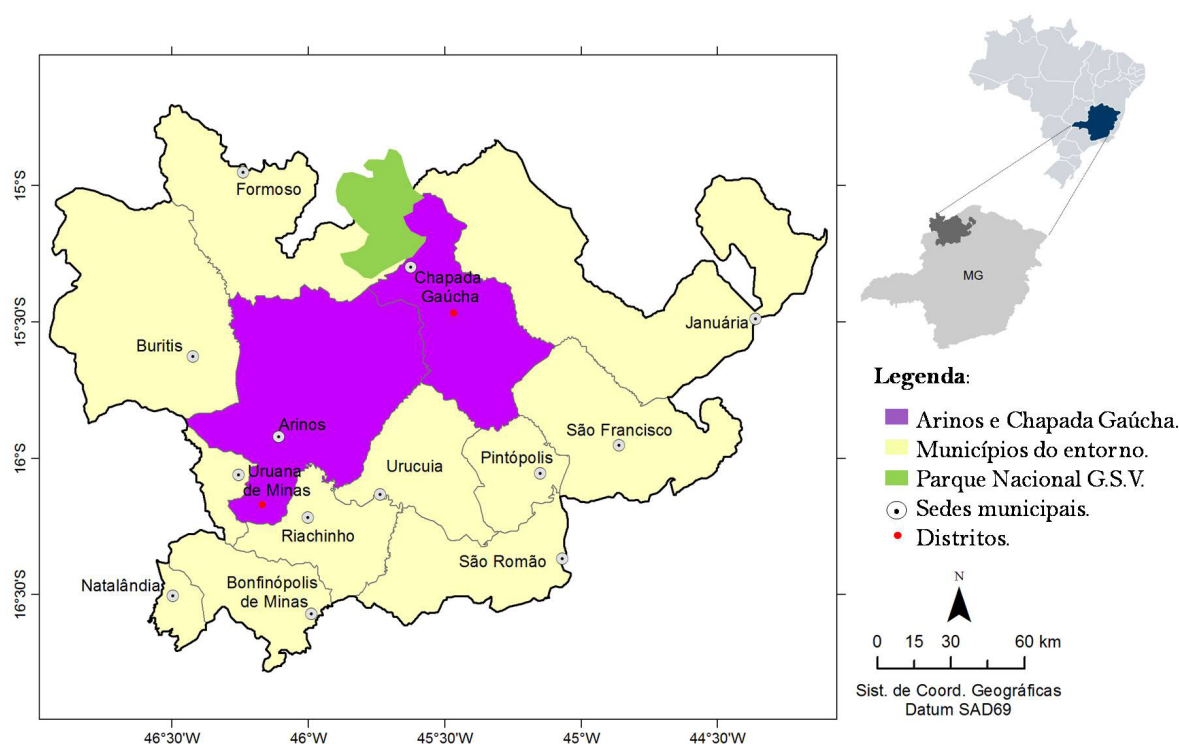 15°S
15°30'S
16°S
16°30'S
46°30'W
46°W
45°30'W
45°W
44°30'W
Formoso
Chapada
Gaúcha
Januária
Buritis
Arinos
São Francisco
Uruana
de Minas
Urucuia
Pintópolis
Riachinho
São Romão
Natalândia
Bonfinópolis
de Minas
MG
Legenda:
Arinos e Chapada Gaúcha.
Municípios do entorno.
Parque Nacional G.S.V.
Sedes municipais.
Distritos.
N
0 15 30 60 km
Sist. de Coord. Geográficas
Datum SAD69